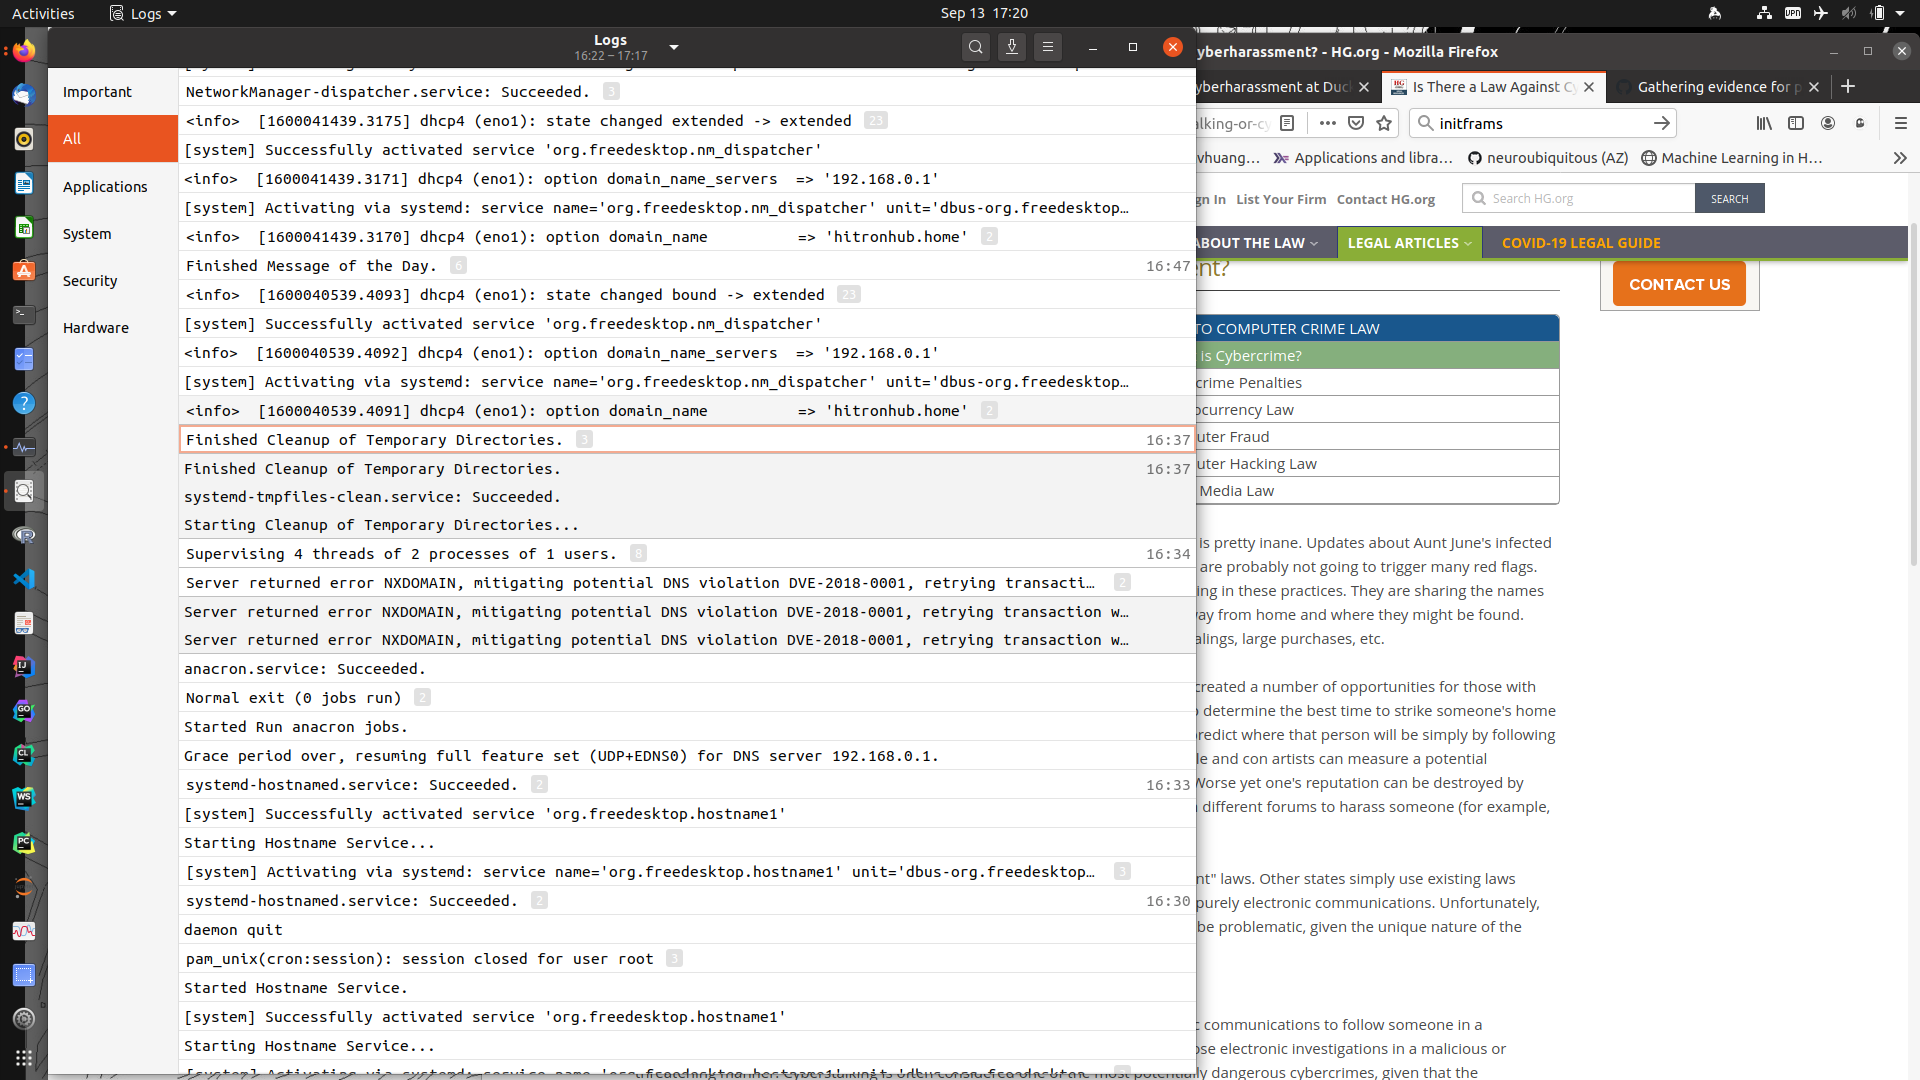 Activities
Logs
Sep 13  17:20
VPN
Logs
16:22 – 17:17
Important
All
Applications
System
Security
Hardware
NetworkManager-dispatcher.service: Succeeded. 3
<info>  [1600041439.3175] dhcp4 (eno1): state changed extended -> extended 23
[system] Successfully activated service 'org.freedesktop.nm_dispatcher'
<info>  [1600041439.3171] dhcp4 (eno1): option domain_name_servers  => '192.168.0.1'
[system] Activating via systemd: service name='org.freedesktop.nm_dispatcher' unit='dbus-org.freedesktop…
<info>  [1600041439.3170] dhcp4 (eno1): option domain_name          => 'hitronhub.home' 2
Finished Message of the Day. 6 16:47
<info>  [1600040539.4093] dhcp4 (eno1): state changed bound -> extended 23
[system] Successfully activated service 'org.freedesktop.nm_dispatcher'
<info>  [1600040539.4092] dhcp4 (eno1): option domain_name_servers  => '192.168.0.1'
[system] Activating via systemd: service name='org.freedesktop.nm_dispatcher' unit='dbus-org.freedesktop…
<info>  [1600040539.4091] dhcp4 (eno1): option domain_name          => 'hitronhub.home' 2
Finished Cleanup of Temporary Directories. 3 16:37
Finished Cleanup of Temporary Directories. 16:37
systemd-tmpfiles-clean.service: Succeeded.
Starting Cleanup of Temporary Directories...
Supervising 4 threads of 2 processes of 1 users. 8 16:34
Server returned error NXDOMAIN, mitigating potential DNS violation DVE-2018-0001, retrying transacti… 2
Server returned error NXDOMAIN, mitigating potential DNS violation DVE-2018-0001, retrying transaction w…
Server returned error NXDOMAIN, mitigating potential DNS violation DVE-2018-0001, retrying transaction w…
anacron.service: Succeeded.
Normal exit (0 jobs run) 2
Started Run anacron jobs.
Grace period over, resuming full feature set (UDP+EDNS0) for DNS server 192.168.0.1.
systemd-hostnamed.service: Succeeded. 2 16:33
[system] Successfully activated service 'org.freedesktop.hostname1'
Starting Hostname Service...
[system] Activating via systemd: service name='org.freedesktop.hostname1' unit='dbus-org.freedesktop… 3
systemd-hostnamed.service: Succeeded. 2 16:30
daemon quit
pam_unix(cron:session): session closed for user root 3
Started Hostname Service.
[system] Successfully activated service 'org.freedesktop.hostname1'
Starting Hostname Service...
yberharassment? - HG.org - Mozilla Firefox
yberharassment at Duc
Is There a Law Against Cy
Gathering evidence for p
alking-or-cy
initframs
vhuang…
Applications and libra…
neuroubiquitous (AZ)
Machine Learning in H…
gn In
List Your Firm
Contact HG.org
Search HG.org
SEARCH
ABOUT THE LAW
LEGAL ARTICLES
COVID-19 LEGAL GUIDE
ent?
CONTACT US
TO COMPUTER CRIME LAW
is Cybercrime?
crime Penalties
ocurrency Law
uter Fraud
uter Hacking Law
Media Law
is pretty inane. Updates about Aunt June's infected
are probably not going to trigger many red flags.
ing in these practices. They are sharing the names
vay from home and where they might be found.
alings, large purchases, etc.
created a number of opportunities for those with
o determine the best time to strike someone's home
predict where that person will be simply by following
le and con artists can measure a potential
Worse yet one's reputation can be destroyed by
n different forums to harass someone (for example,
nt" laws. Other states simply use existing laws
purely electronic communications. Unfortunately,
be problematic, given the unique nature of the
c communications to follow someone in a
ose electronic investigations in a malicious or
potentially dangerous cybercrimes, given that the